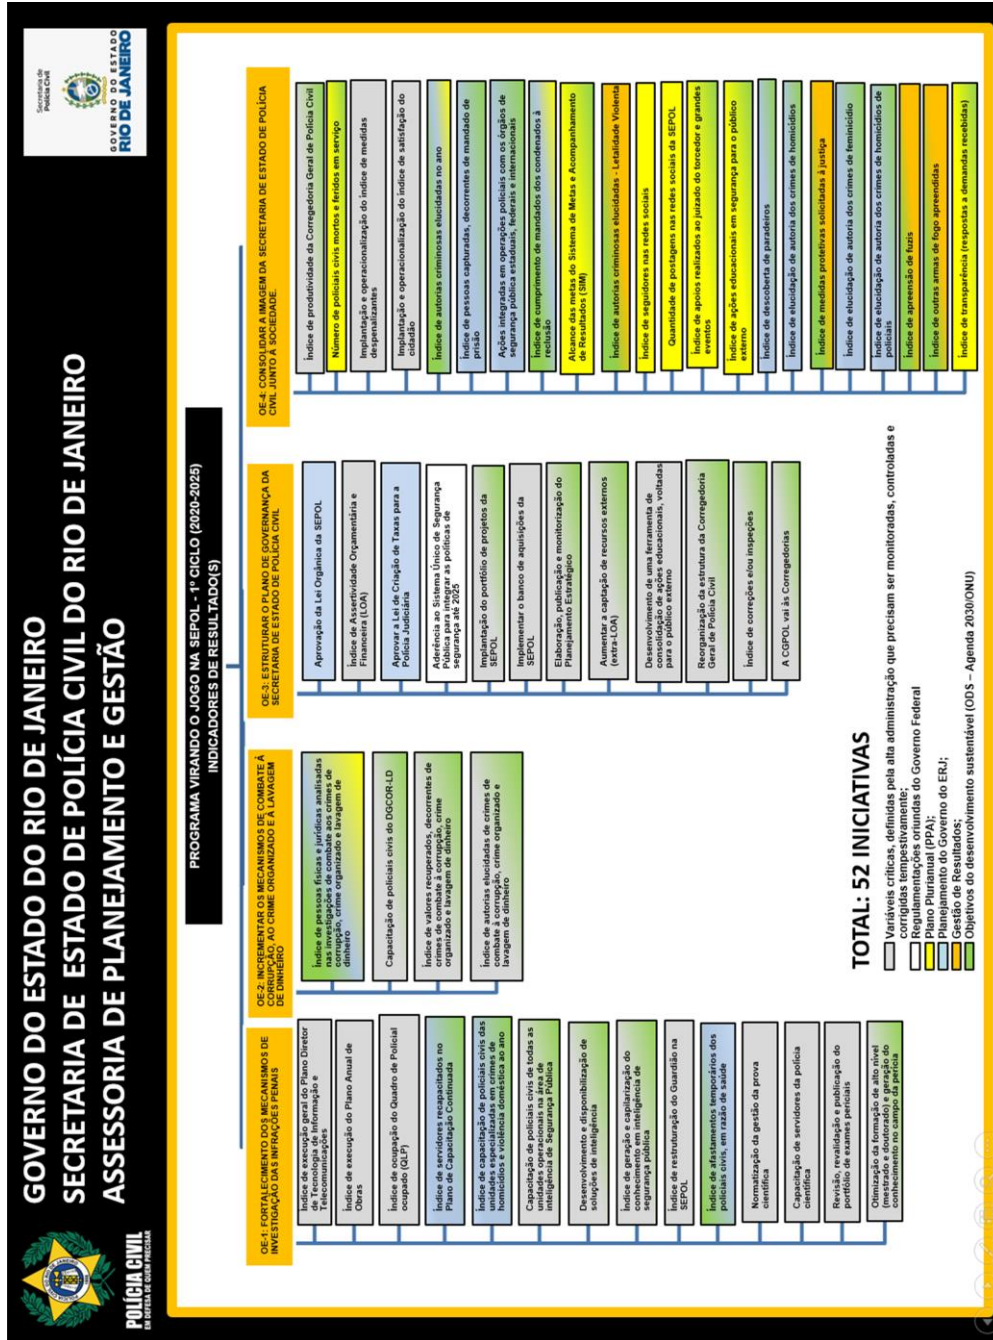 GOVERNO DO ESTADO DO RIO DE JANEIRO
SECRETARIA DE ESTADO DE POLÍCIA CIVIL DO RIO DE JANEIRO
ASSESSORIA DE PLANEJAMENTO E GESTÃO
POLÍCIA CIVIL
EM DEFESA DE QUEM PRECISAR
Secretaria de
Polícia Civil
GOVERNO DO ESTADO
RIO DE JANEIRO
PROGRAMA VIRANDO O JOGO NA SEPOL - 1º CICLO (2020-2025)
INDICADORES DE RESULTADO(S)
OE-1: FORTALECIMENTO DOS MECANISMOS DE
INVESTIGAÇÃO DAS INFRAÇÕES PENAIS
Índice de execução geral do Plano Diretor
de Tecnologia de Informação e
Telecomunicações
Índice de execução do Plano Anual de
Obras
Índice de ocupação do Quadro de Policial
ocupado (QLP)
Índice de servidores recapacitados no
Plano de Capacitação Continuada
Índice de capacitação de policiais civis das
unidades especializadas em crimes de
homicídios e violência doméstica ao ano
Capacitação de policiais civis de todas as
unidades operacionais na área de
inteligência de Segurança Pública
Desenvolvimento e disponibilização de
soluções de inteligência
Índice de geração e capilarização do
conhecimento em inteligência de
segurança pública
Índice de restruturação do Guardião na
SEPOL
Índice de afastamentos temporários dos
policiais civis, em razão de saúde
Normatização da gestão da prova
científica
Capacitação de servidores da polícia
científica
Revisão, revalidação e publicação do
portfólio de exames periciais
Otimização da formação de alto nível
(mestrado e doutorado) e geração do
conhecimento no campo da perícia
OE-2: INCREMENTAR OS MECANISMOS DE COMBATE À
CORRUPÇÃO, AO CRIME ORGANIZADO E À LAVAGEM
DE DINHEIRO
Índice de pessoas físicas e jurídicas analisadas
nas investigações de combate aos crimes de
corrupção, crime organizado e lavagem de
dinheiro
Capacitação de policiais civis do DGCOR-LD
Índice de valores recuperados, decorrentes de
crimes de combate à corrupção, crime
organizado e lavagem de dinheiro
Índice de autorias elucidadas de crimes de
combate à corrupção, crime organizado e
lavagem de dinheiro
OE-3: ESTRUTURAR O PLANO DE GOVERNANÇA DA
SECRETARIA DE ESTADO DE POLÍCIA CIVIL
Aprovação da Lei Orgânica da SEPOL
Índice de Assertividade Orçamentária e
Financeira (LOA)
Aprovar a Lei de Criação de Taxas para a
Polícia Judiciária
Aderência ao Sistema Único de Segurança
Pública para integrar as políticas de
segurança até 2025
Implantação do portfólio de projetos da
SEPOL
Implementar o banco de aquisições da
SEPOL
Elaboração, publicação e monitorização do
Planejamento Estratégico
Aumentar a captação de recursos externos
(extra-LOA)
Desenvolvimento de uma ferramenta de
consolidação de ações educacionais, voltadas
para o público externo
Reorganização da estrutura da Corregedoria
Geral de Polícia Civil
Índice de correções e/ou inspeções
A CGPOL vai às Corregedorias
OE-4: CONSOLIDAR A IMAGEM DA SECRETARIA DE ESTADO DE POLÍCIA
CIVIL JUNTO À SOCIEDADE.
Índice de produtividade da Corregedoria Geral de Polícia Civil
Número de policiais civis mortos e feridos em serviço
Implantação e operacionalização do índice de medidas
despenalizantes
Implantação e operacionalização do índice de satisfação do
cidadão
Índice de autorias criminosas elucidadas no ano
Índice de pessoas capturadas, decorrentes de mandado de
prisão
Ações integradas em operações policiais com os órgãos de
segurança pública estaduais, federais e internacionais
Índice de cumprimento de mandados dos condenados à
reclusão
Alcance das metas do Sistema de Metas e Acompanhamento
de Resultados (SIM)
Índice de autorias criminosas elucidadas - Letalidade Violenta
Índice de seguidores nas redes sociais
Quantidade de postagens nas redes sociais da SEPOL
Índice de apoios realizados ao juizado do torcedor e grandes
eventos
Índice de ações educacionais em segurança para o público
externo
Índice de descoberta de paradeiros
Índice de elucidação de autoria dos crimes de homicídios
Índice de medidas protetivas solicitadas à justiça
Índice de elucidação de autoria dos crimes de feminicídio
Índice de elucidação de autoria dos crimes de homicídios de
policiais
Índice de apreensão de fuzis
Índice de outras armas de fogo apreendidas
Índice de transparência (respostas a demandas recebidas)
TOTAL: 52 INICIATIVAS
Variáveis críticas, definidas pela alta administração que precisam ser monitoradas, controladas e
corrigidas tempestivamente;
Regulamentações oriundas do Governo Federal
Plano Plurianual (PPA);
Planejamento do Governo do ERJ;
Gestão de Resultados;
Objetivos do desenvolvimento sustentável (ODS – Agenda 2030/ONU)